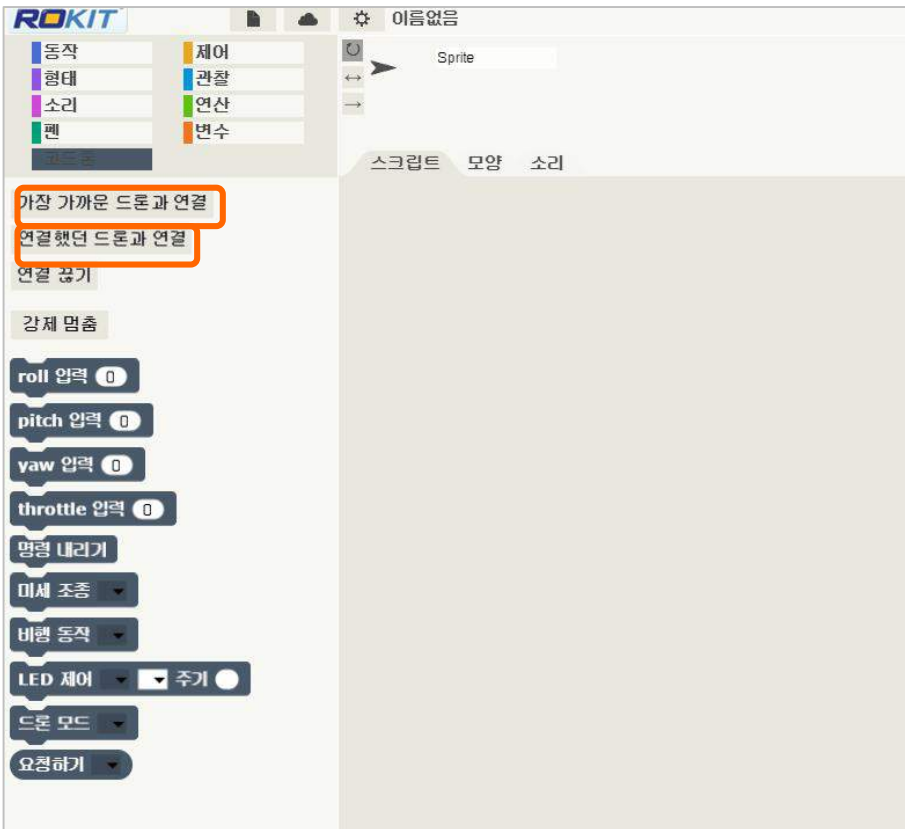 ROKIT 이름없음
동작 제어
형태 관찰
소리 연산
펜 변수
Sprite
스크립트 모양 소리
가장 가까운 드론과 연결
연결했던 드론과 연결
연결 끊기
강제 멈춤
roll 입력 0
pitch 입력 0
yaw 입력 0
throttle 입력 0
명령 내리기
미세 조종
비행 동작
LED 제어 주기
드론 모드
요청하기